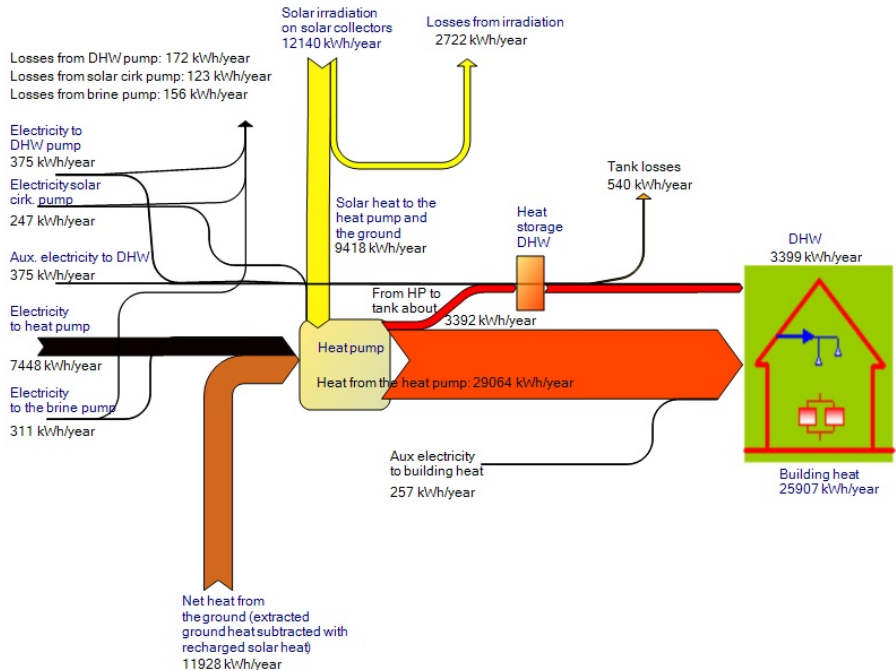 Solar irradiation
on solar collectors
12140 kWh/year
Losses from irradiation
2722 kWh/year
Losses from DHW pump: 172 kWh/year
Losses from solar cirk pump: 123 kWh/year
Losses from brine pump: 156 kWh/year
Electricity to
DHW pump
375 kWh/year
Electricity solar
cirk. pump
247 kWh/year
Aux. electricity to DHW
375 kWh/year
Electricity
to heat pump
7448 kWh/year
Electricity
to the brine pump
311 kWh/year
Solar heat to the
heat pump and
the ground
9418 kWh/year
Heat
storage
DHW
Tank losses
540 kWh/year
DHW
3399 kWh/year
From HP to
tank about
3392 kWh/year
Heat pump
Heat from the heat pump: 29064 kWh/year
Aux electricity
to building heat
257 kWh/year
Building heat
25907 kWh/year
Net heat from
the ground (extracted
ground heat subtracted with
recharged solar heat)
11928 kWh/year